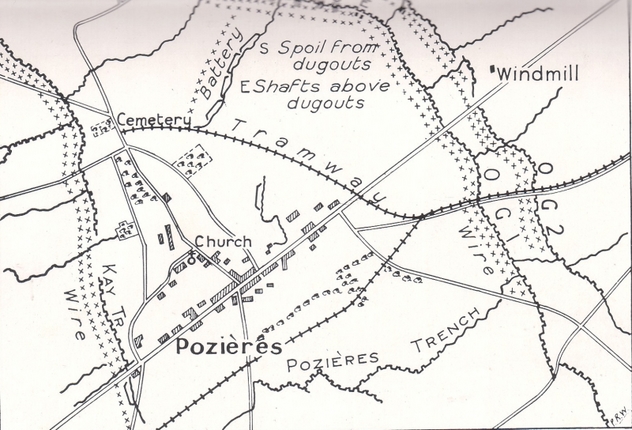 Battery
S Spoil from
dugouts
E Shafts above
dugouts
Windmill
Cemetery
Tramway
O G 1
O G 2
Church
Wire
KAY TR
Wire
Pozières
POZIÈRES TRENCH
P.R.W